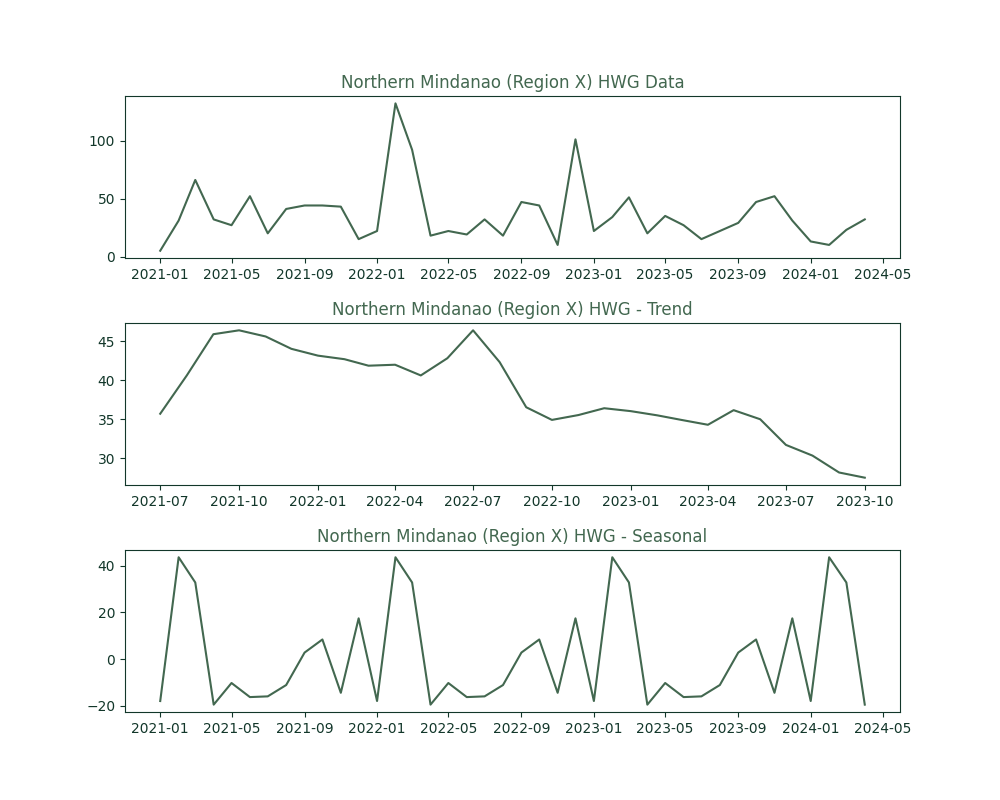 Northern Mindanao (Region X) HWG Data
100
50
0
2021-01 2021-05 2021-09 2022-01 2022-05 2022-09 2023-01 2023-05 2023-09 2024-01 2024-05
Northern Mindanao (Region X) HWG - Trend
45
40
35
30
2021-07 2021-10 2022-01 2022-04 2022-07 2022-10 2023-01 2023-04 2023-07 2023-10
Northern Mindanao (Region X) HWG - Seasonal
40
20
0
−20
2021-01 2021-05 2021-09 2022-01 2022-05 2022-09 2023-01 2023-05 2023-09 2024-01 2024-05